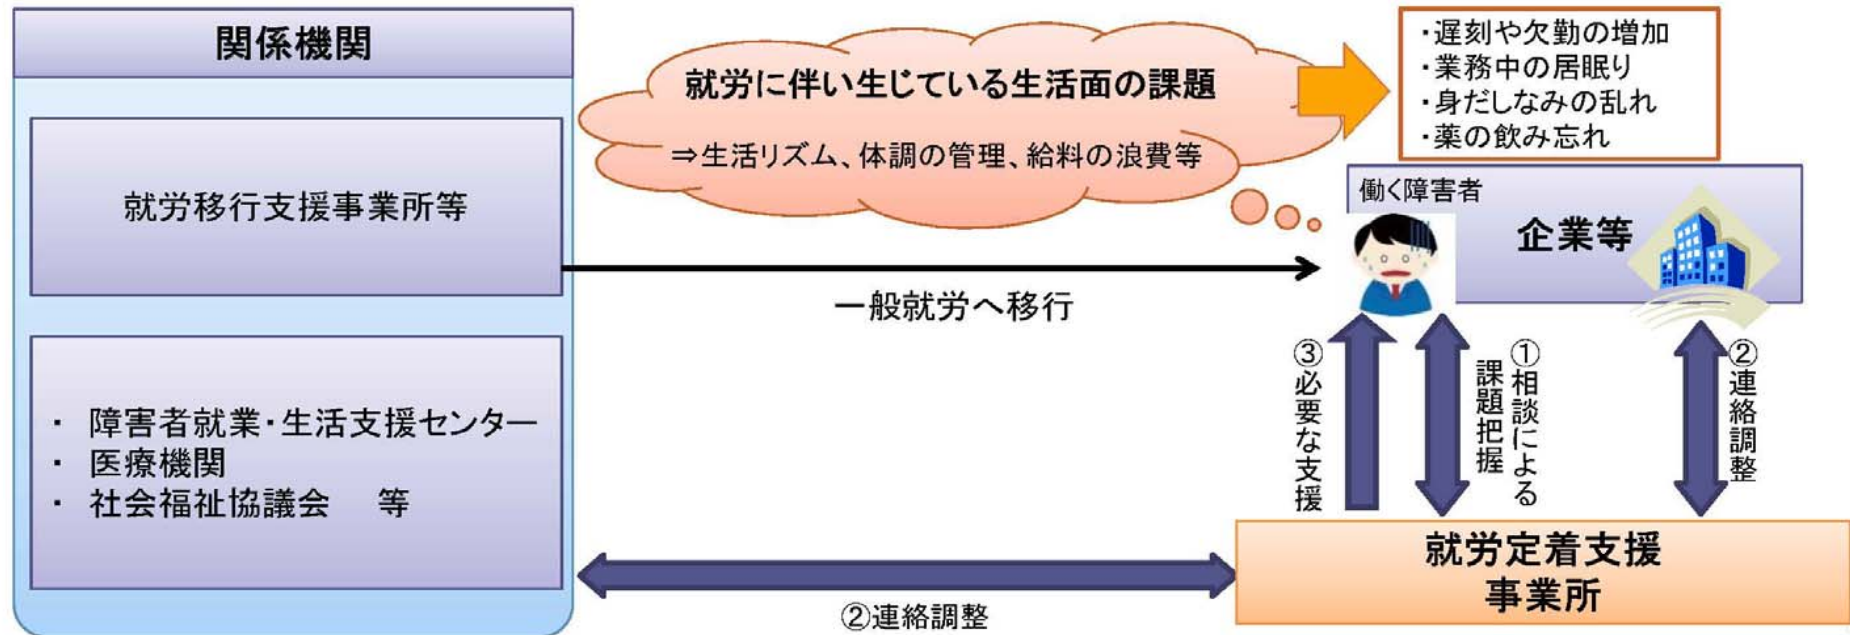 関係機関
就労移行支援事業所等
・ 障害者就業・生活支援センター
・ 医療機関
・ 社会福祉協議会　等
就労に伴い生じている生活面の課題
⇒生活リズム、体調の管理、給料の浪費等
・遅刻や欠勤の増加
・業務中の居眠り
・身だしなみの乱れ
・薬の飲み忘れ
働く障害者
企業等
一般就労へ移行
③必要な支援
①相談による
課題把握
②連絡調整
就労定着支援
事業所
②連絡調整